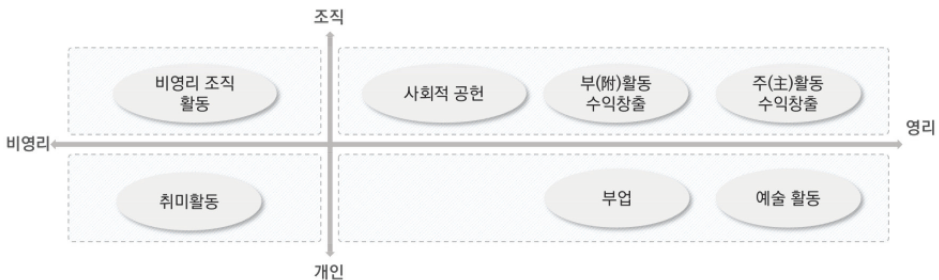 조직
비영리 조직
활동
사회적 공헌
부(附)활동
수익창출
주(主)활동
수익창출
비영리
영리
취미활동
부업
예술 활동
개인